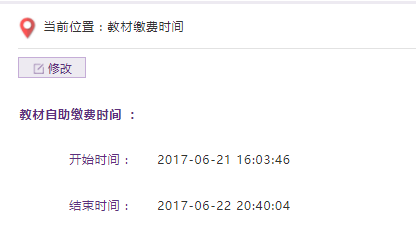 当前位置：教材缴费时间
修改
教材自助缴费时间 ：
开始时间： 2017-06-21 16:03:46
结束时间： 2017-06-22 20:40:04